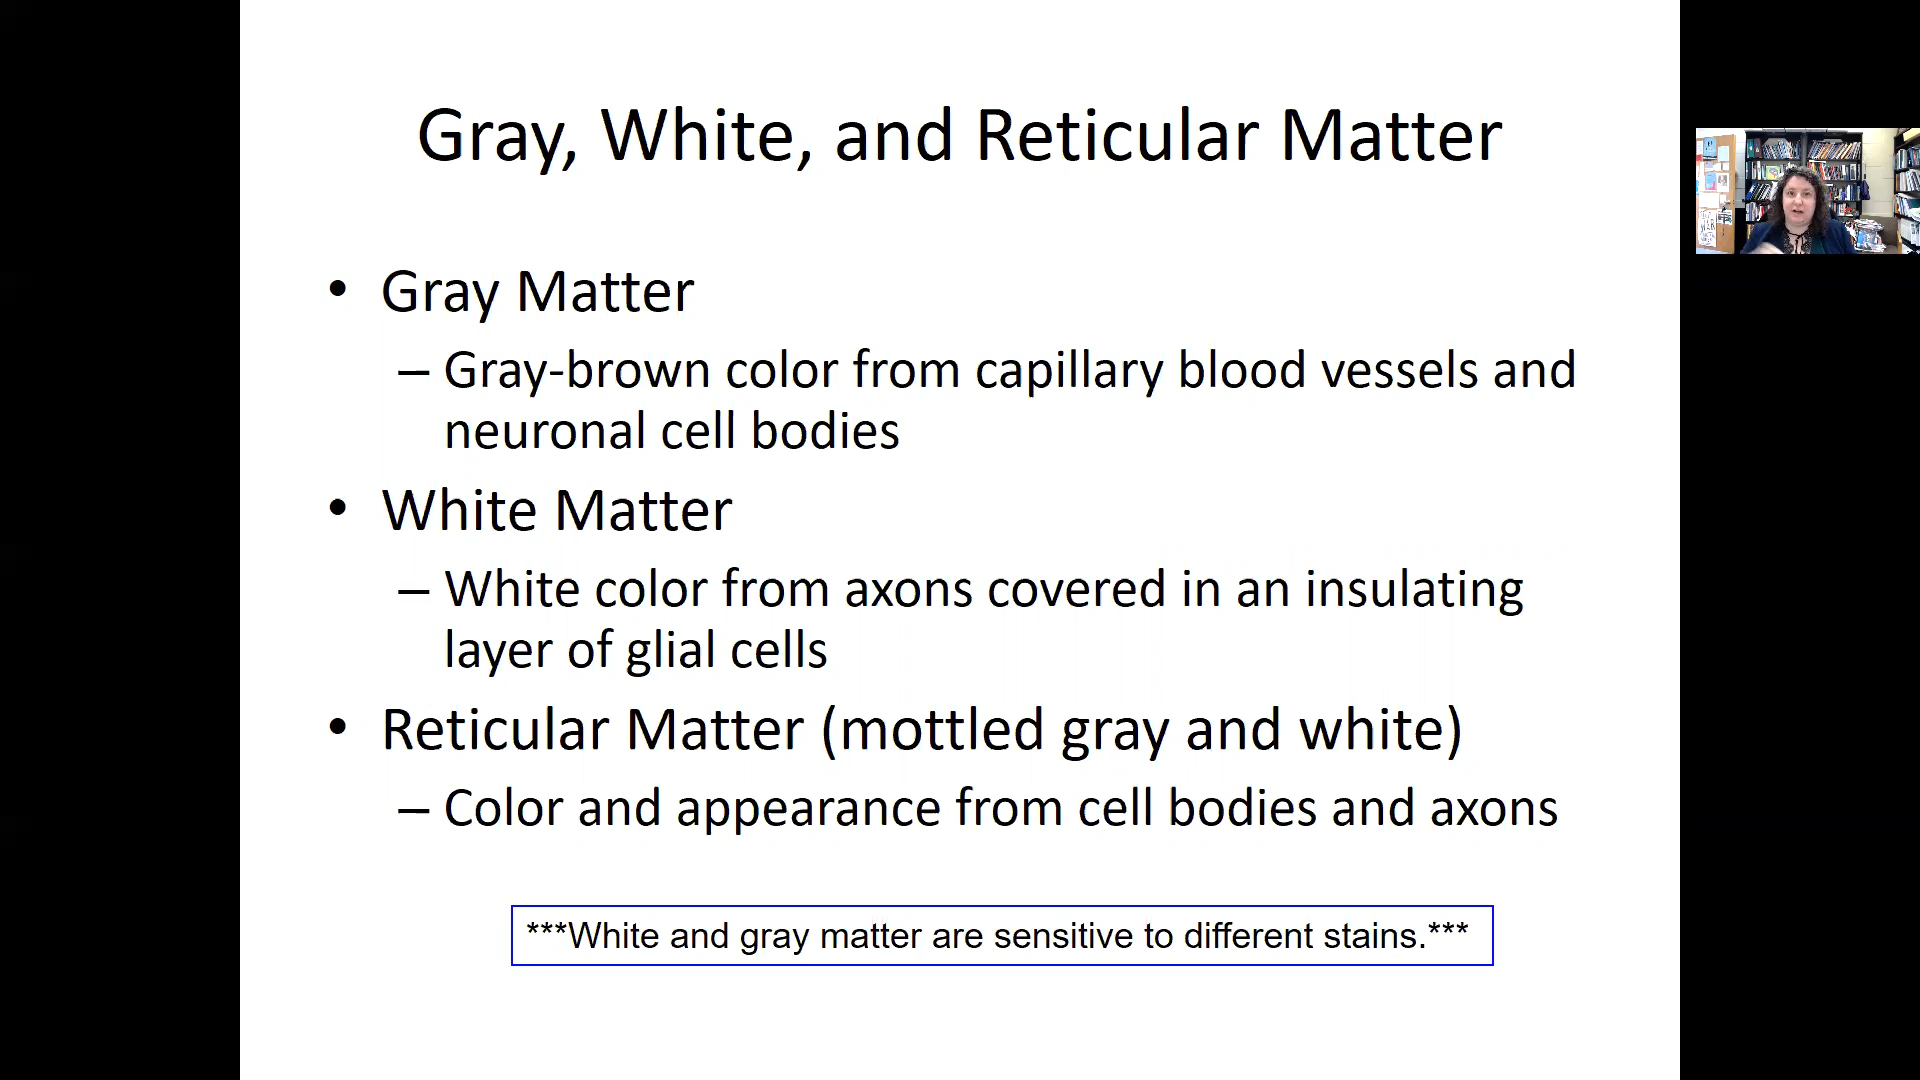 Gray, White, and Reticular Matter
• Gray Matter
– Gray-brown color from capillary blood vessels and
neuronal cell bodies
• White Matter
– White color from axons covered in an insulating
layer of glial cells
• Reticular Matter (mottled gray and white)
– Color and appearance from cell bodies and axons
***White and gray matter are sensitive to different stains.***